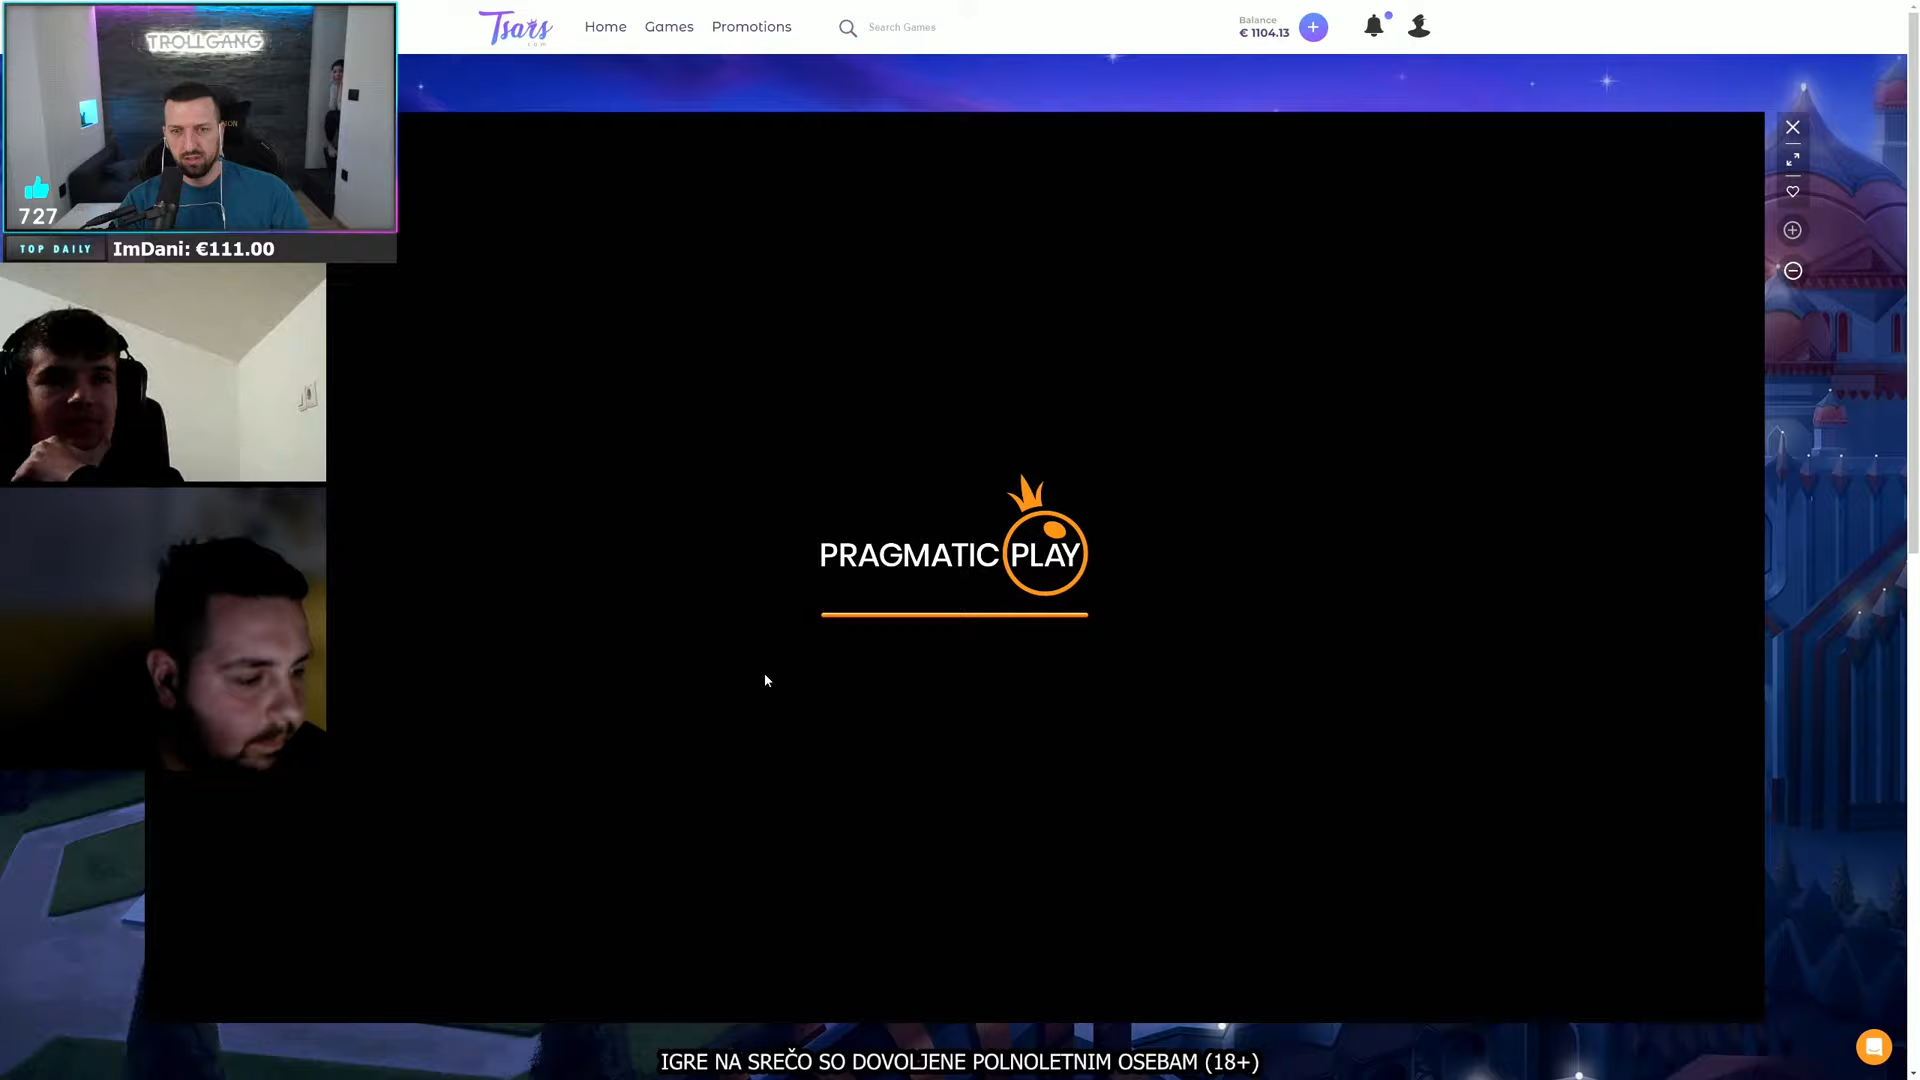 TROLLGANG
727
TOP DAILY ImDani: €111.00
Tsars
.com
Home Games Promotions Search Games
Balance
€ 1104.13
PRAGMATIC PLAY
IGRE NA SREČO SO DOVOLJENE POLNOLETNIM OSEBAM (18+)